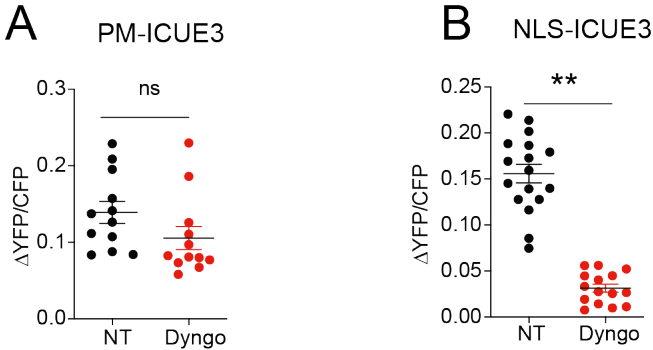 A
PM-ICUE3
ns
0.3
0.2
0.1
0.0
ΔYFP/CFP
NT
Dyngo
B
NLS-ICUE3
**
0.25
0.20
0.15
0.10
0.05
0.00
ΔYFP/CFP
NT
Dyngo